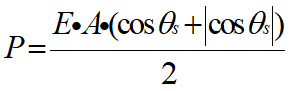 P = E•A•(cosθs+|cosθs|) / 2